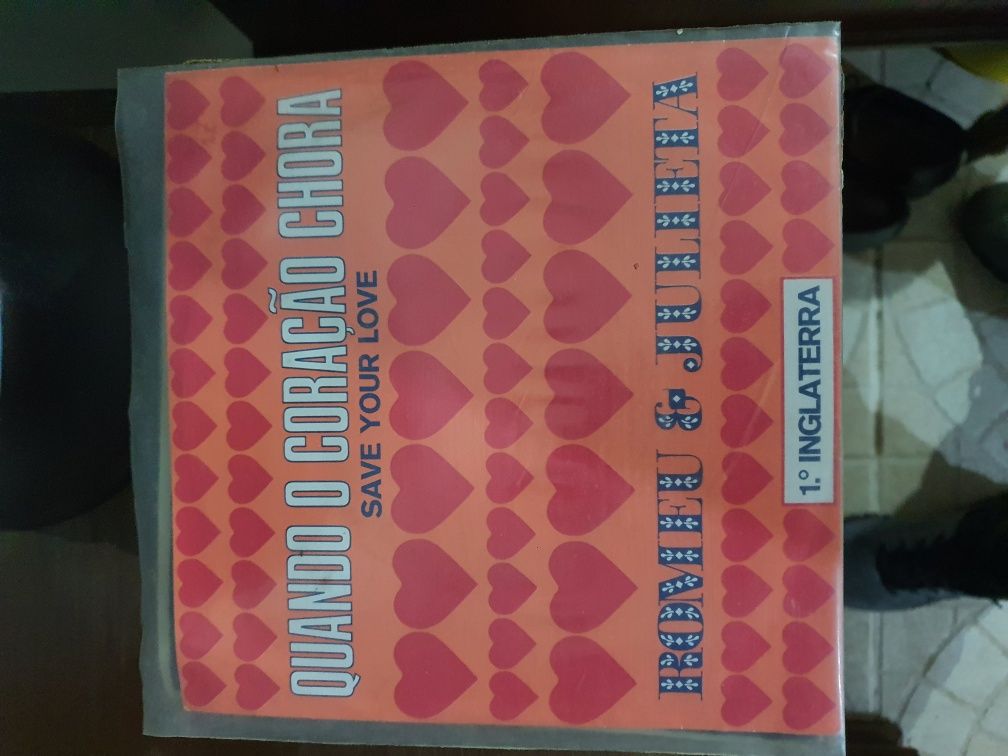 QUANDO O CORAÇÃO CHORA
SAVE YOUR LOVE
ROMEU & JULIETA
1.º INGLATERRA